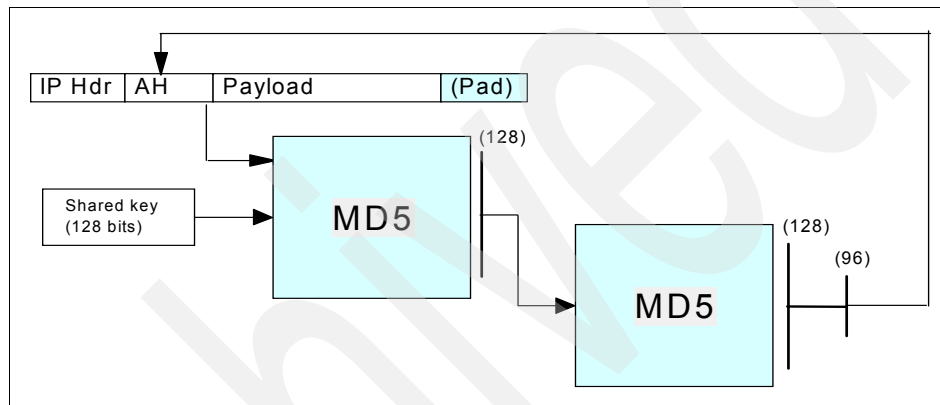 IP Hdr AH Payload (Pad)
(128)
Shared key
(128 bits)
MD5
(128)
(96)
MD5